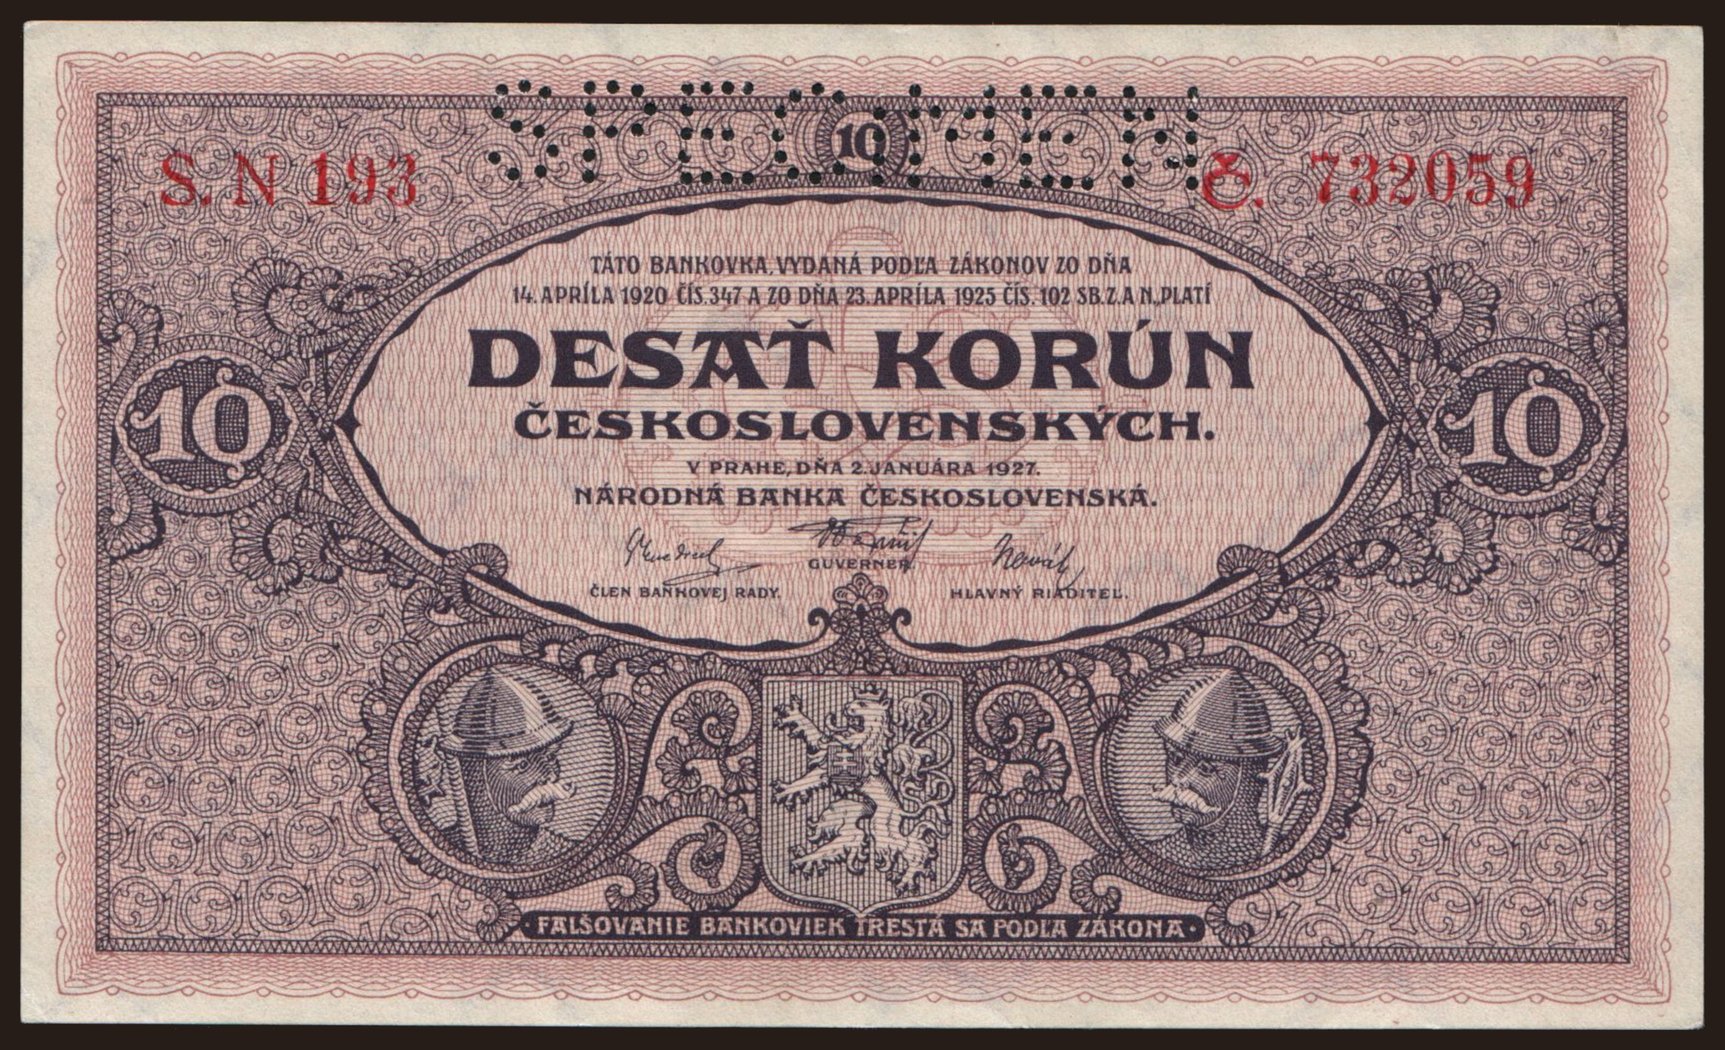 SPECIMEN
10
S. N 193
Č. 732059
TÁTO BANKOVKA, VYDANÁ PODĽA ZÁKONOV ZO DŇA
14. APRÍLA 1920 ČÍS. 347 A ZO DŇA 23. APRÍLA 1925 ČÍS. 102 SB. Z. A N., PLATÍ
DESAŤ KORÚN
ČESKOSLOVENSKÝCH.
10
10
V PRAHE, DŇA 2. JANUÁRA 1927.
NÁRODNÁ BANKA ČESKOSLOVENSKÁ.
GUVERNER.
ČLEN BANKOVEJ RADY.
HLAVNÝ RIADITEĽ.
FALŠOVANIE BANKOVIEK TRESTÁ SA PODĽA ZÁKONA